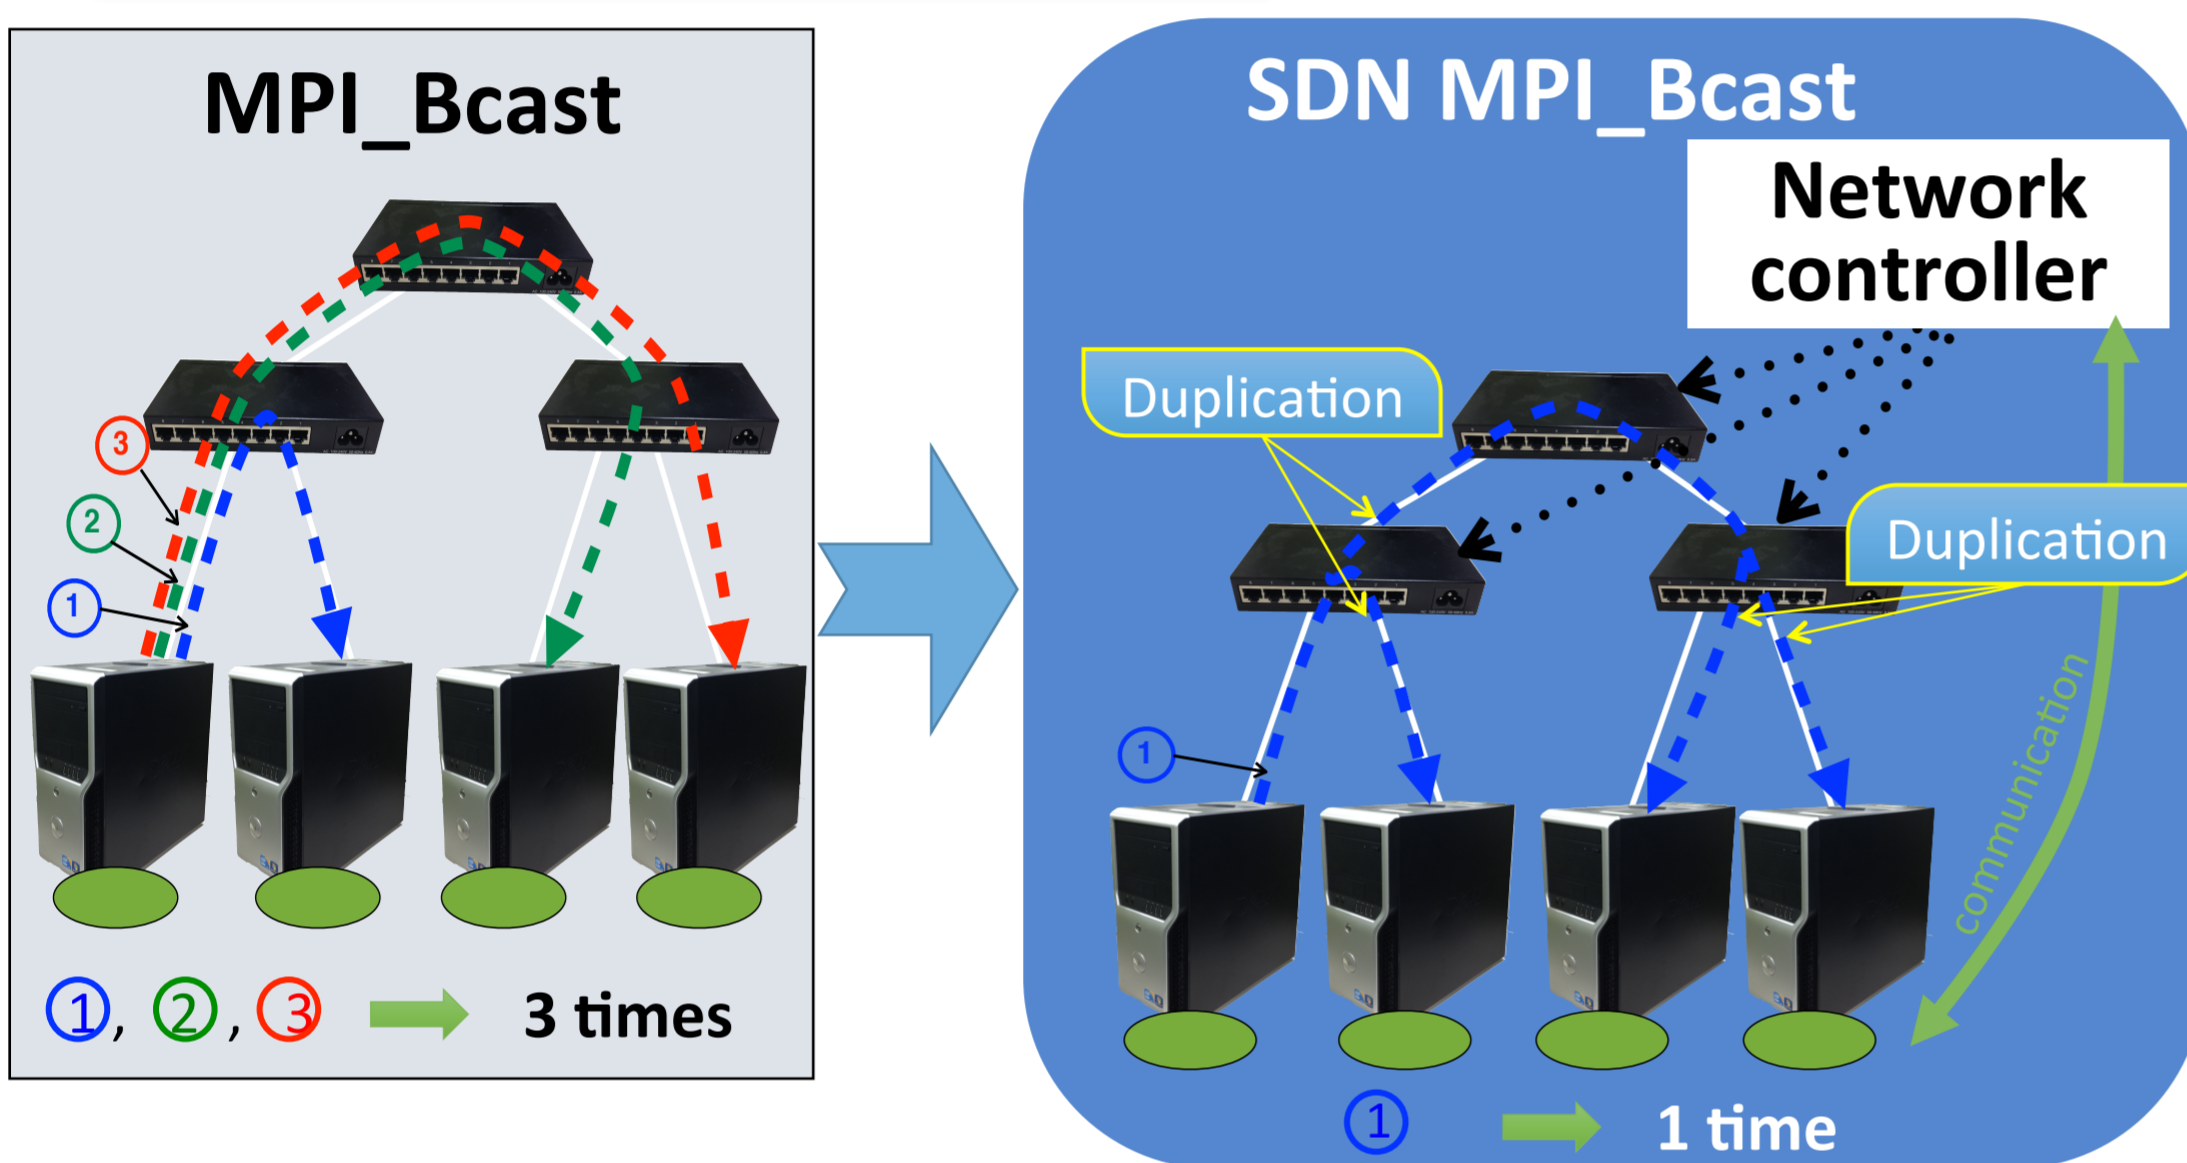 MPI_Bcast
3
2
1
1, 2, 3 3 times
SDN MPI_Bcast
Network
controller
Duplication
Duplication
1
communication
1 1 time